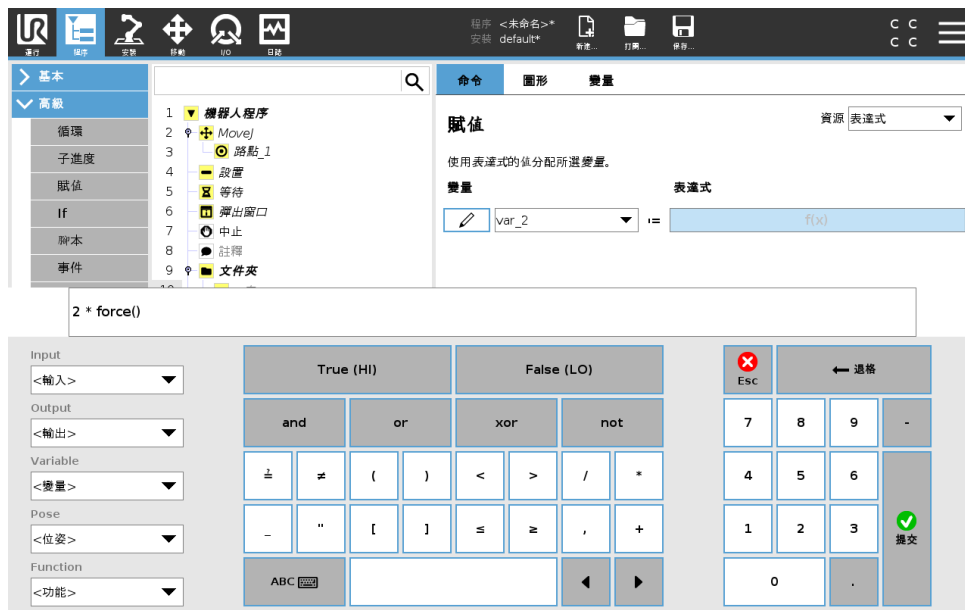 程序 <未命名>*
安裝 default*
運行
程序
安裝
移動
I/O
日誌
新建...
打開...
保存...
C C
C C
基本
高級
循環
子進度
賦值
If
腳本
事件
1 機器人程序
2 MoveJ
3 路點_1
4 設置
5 等待
6 彈出窗口
7 中止
8 註釋
9 文件夾
命令 圖形 變量
賦值
資源 表達式
使用表達式的值分配所選變量。
變量 表達式
var_2 := f(x)
2 * force()
Input
<輸入>
Output
<輸出>
Variable
<變量>
Pose
<位姿>
Function
<功能>
True (HI) False (LO)
and or xor not
≟ ≠ ( ) < > / *
_ " [ ] ≤ ≥ , +
ABC
Esc 退格
7 8 9 -
4 5 6
1 2 3 提交
0 .